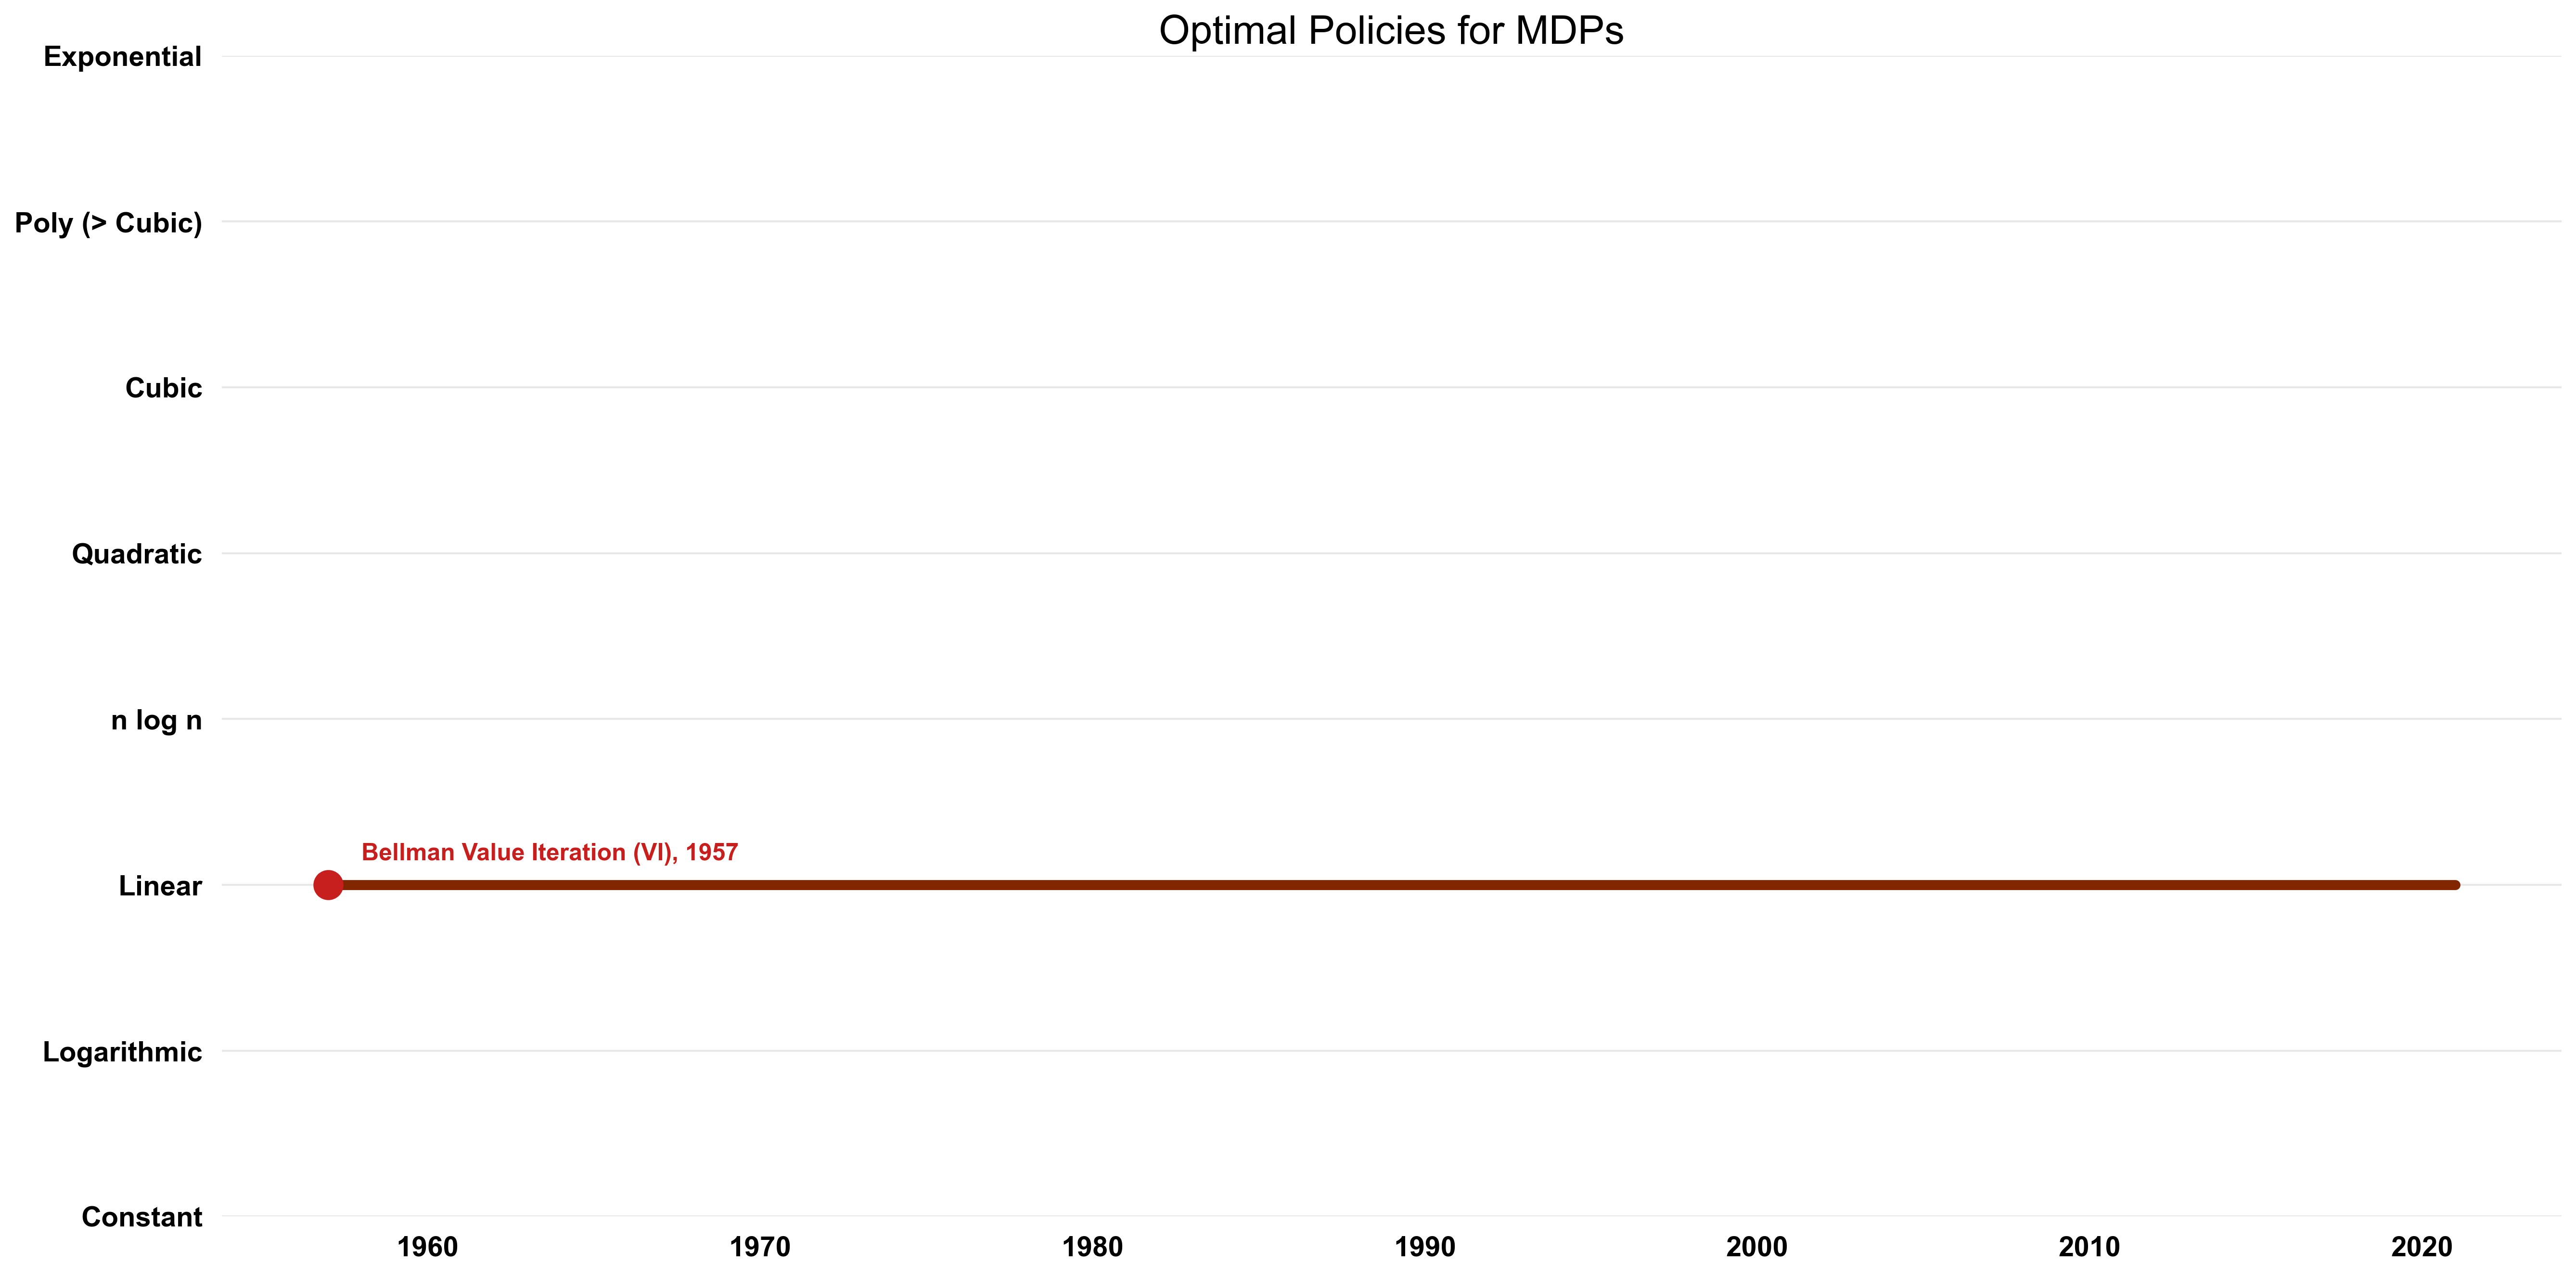 Optimal Policies for MDPs
Exponential
Poly (> Cubic)
Cubic
Quadratic
n log n
Bellman Value Iteration (VI), 1957
Linear
Logarithmic
Constant
1960 1970 1980 1990 2000 2010 2020